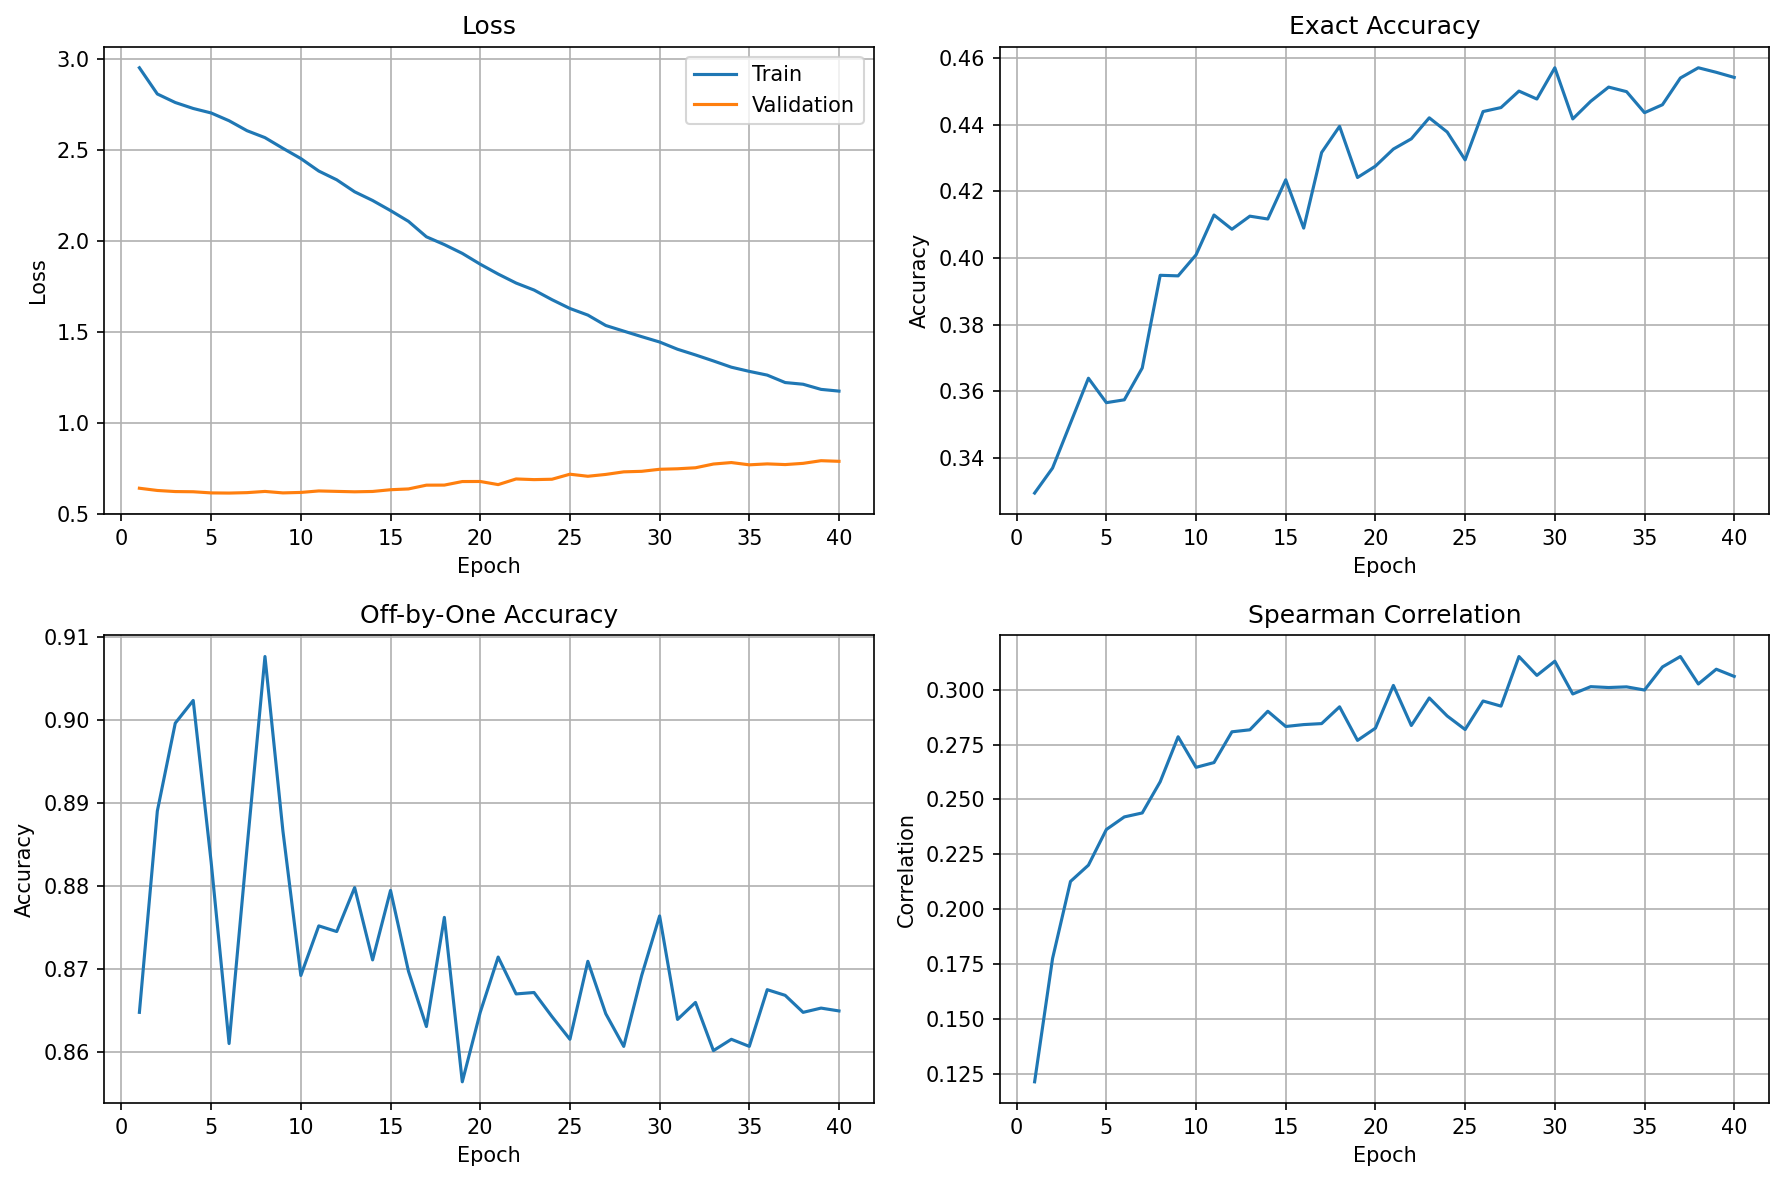 Loss
3.0
2.5
2.0
1.5
1.0
0.5
Loss
Train
Validation
0 5 10 15 20 25 30 35 40
Epoch
Exact Accuracy
0.46
0.44
0.42
0.40
0.38
0.36
0.34
Accuracy
0 5 10 15 20 25 30 35 40
Epoch
Off-by-One Accuracy
0.91
0.90
0.89
0.88
0.87
0.86
Accuracy
0 5 10 15 20 25 30 35 40
Epoch
Spearman Correlation
0.300
0.275
0.250
0.225
0.200
0.175
0.150
0.125
Correlation
0 5 10 15 20 25 30 35 40
Epoch